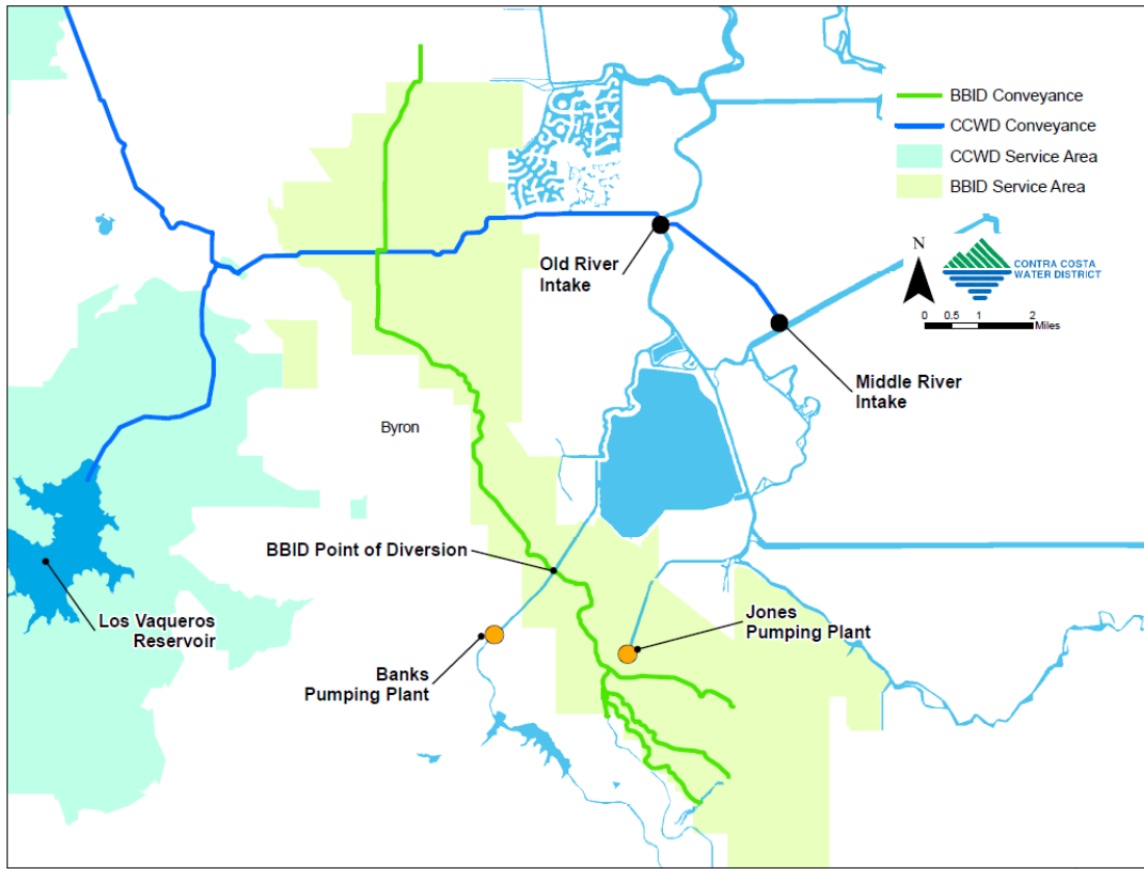 BBID Conveyance
CCWD Conveyance
CCWD Service Area
BBID Service Area
N
CONTRA COSTA
WATER DISTRICT
0 0.5 1 2
Miles
Old River
Intake
Middle River
Intake
Byron
BBID Point of Diversion
Los Vaqueros
Reservoir
Jones
Pumping Plant
Banks
Pumping Plant